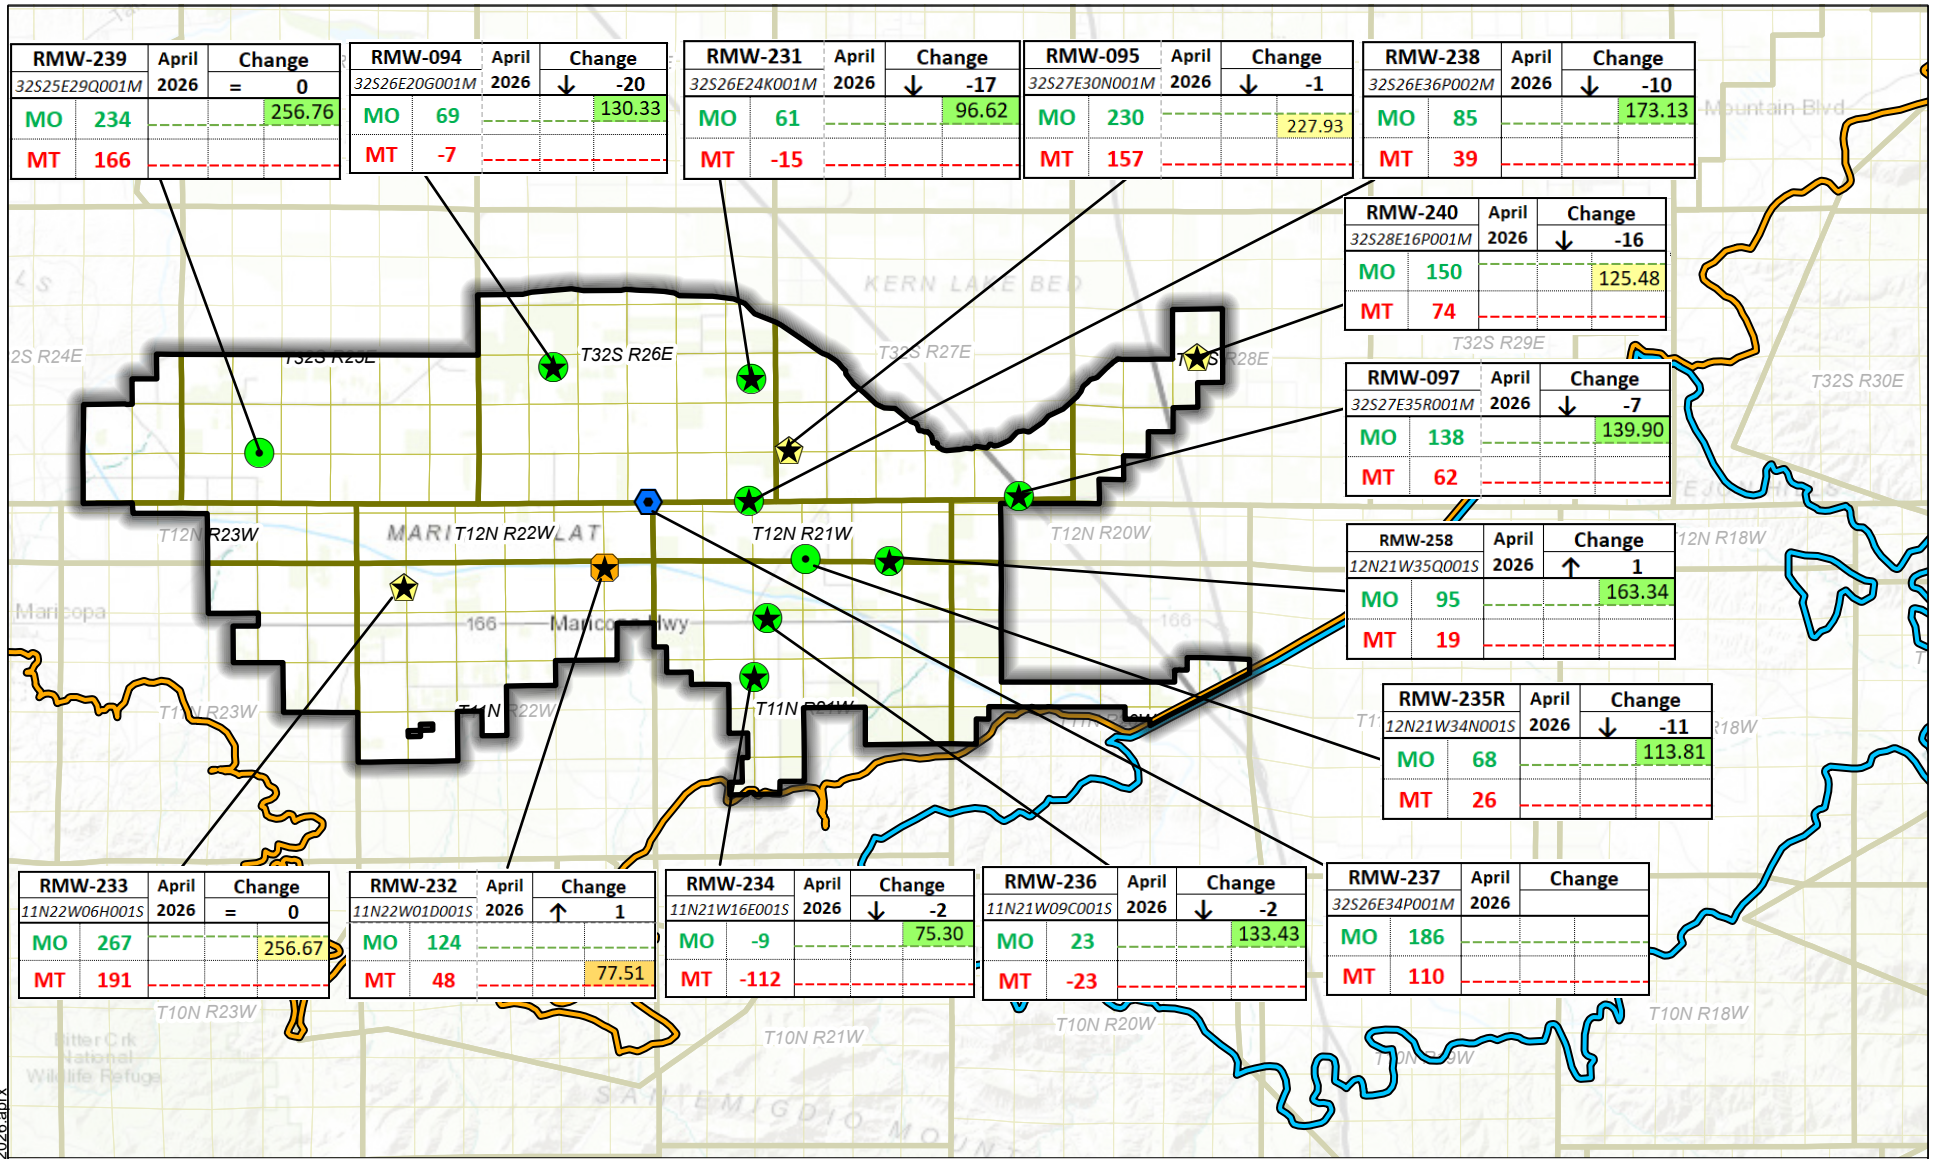 RMW-239 April Change
32S25E29Q001M 2026 = 0
MO 234 256.76
MT 166
RMW-094 April Change
32S26E20G001M 2026 ↓ -20
MO 69 130.33
MT -7
RMW-231 April Change
32S26E24K001M 2026 ↓ -17
MO 61 96.62
MT -15
RMW-095 April Change
32S27E30N001M 2026 ↓ -1
MO 230 227.93
MT 157
RMW-238 April Change
32S26E36P002M 2026 ↓ -10
MO 85 173.13
MT 39
Mountain Blvd
RMW-240 April Change
32S28E16P001M 2026 ↓ -16
MO 150 125.48
MT 74
KERN LAKE BED
L S
2S R24E
T32S R25E
T32S R26E
T32S R27E
R28E
T32S R29E
T32S R30E
RMW-097 April Change
32S27E35R001M 2026 ↓ -7
MO 138 139.90
MT 62
T12N R23W
T12N R22W
T12N R21W
T12N R20W
12N R18W
RMW-258 April Change
12N21W35Q001S 2026 ↑ 1
MO 95 163.34
MT 19
Maricopa
166
Maricopa Hwy
166
T11N R23W
T11N R22W
T11N R21W
R18W
RMW-235R April Change
12N21W34N001S 2026 ↓ -11
MO 68 113.81
MT 26
RMW-233 April Change
11N22W06H001S 2026 = 0
MO 267 256.67
MT 191
RMW-232 April Change
11N22W01D001S 2026 ↑ 1
MO 124
MT 48 77.51
RMW-234 April Change
11N21W16E001S 2026 ↓ -2
MO -9 75.30
MT -112
RMW-236 April Change
11N21W09C001S 2026 ↓ -2
MO 23 133.43
MT -23
RMW-237 April Change
32S26E34P001M 2026
MO 186
MT 110
T10N R23W
T10N R21W
T10N R20W
T10N R19W
T10N R18W
Bitter Crk
National
Wildlife Refuge
SAN EMIGDIO MOUNT
2026.aprx